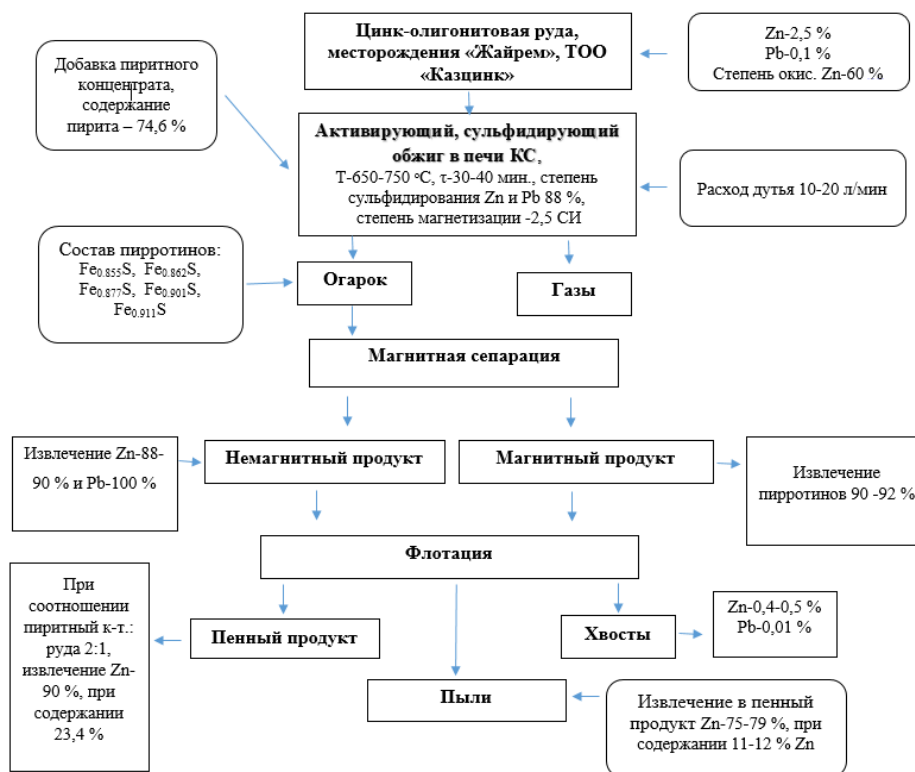 Цинк-олигонитовая руда,
месторождения «Жайрем», ТОО
«Казцинк»
Zn-2,5 %
Pb-0,1 %
Степень окис. Zn-60 %
Добавка пиритного
концентрата,
содержание
пирита – 74,6 %
Активирующий, сульфидирующий
обжиг в печи КС,
Т-650-750 ᵒС, τ-30-40 мин., степень
сульфидирования Zn и Pb 88 %,
степень магнетизации -2,5 СИ
Расход дутья 10-20 л/мин
Состав пирротинов:
Fe₀.₈₅₅S, Fe₀.₈₆₂S,
Fe₀.₈₇₇S, Fe₀.₉₀₁S,
Fe₀.₉₁₁S
Огарок
Газы
Магнитная сепарация
Извлечение Zn-88-
90 % и Pb-100 %
Немагнитный продукт
Магнитный продукт
Извлечение
пирротинов 90 -92 %
Флотация
При
соотношении
пиритный к-т.:
руда 2:1,
извлечение Zn-
90 %, при
содержании
23,4 %
Пенный продукт
Хвосты
Zn-0,4-0,5 %
Pb-0,01 %
Пыли
Извлечение в пенный
продукт Zn-75-79 %, при
содержании 11-12 % Zn